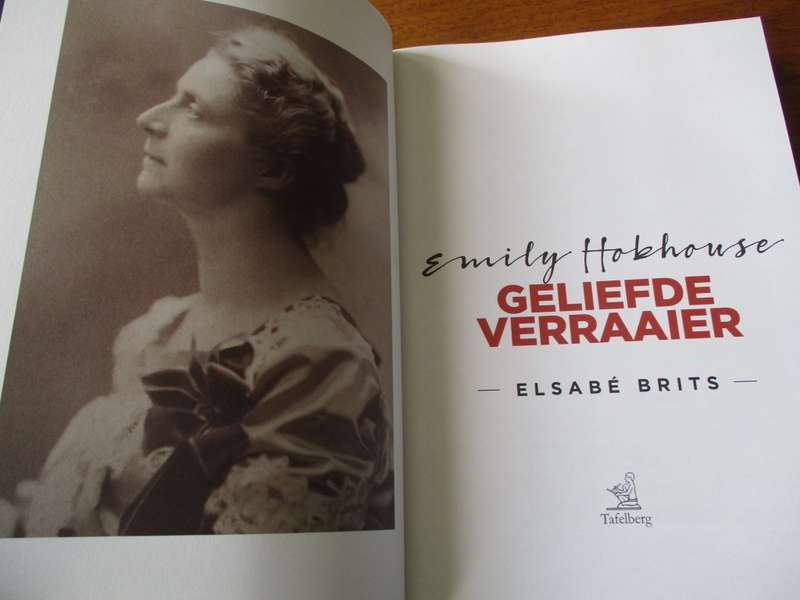 Emily Hobhouse
GELIEFDE
VERRAAIER
ELSABÉ BRITS
Tafelberg